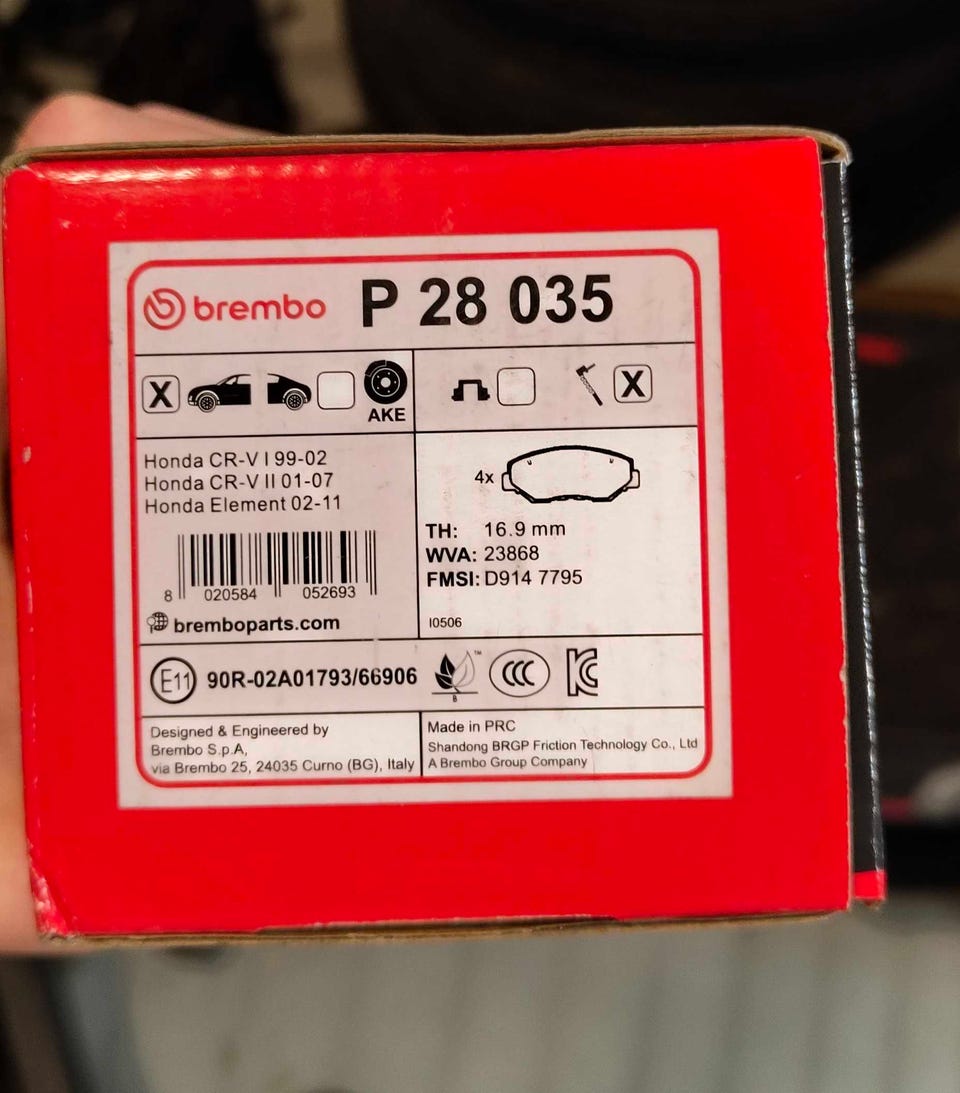 brembo P 28 035
X
AKE
X
Honda CR-V I 99-02
Honda CR-V II 01-07
Honda Element 02-11
4x
TH: 16.9 mm
WVA: 23868
FMSI: D914 7795
8 020584 052693
bremboparts.com
I0506
E11 90R-02A01793/66906
TM
B
CCC
KC
Designed & Engineered by
Brembo S.p.A,
via Brembo 25, 24035 Curno (BG), Italy
Made in PRC
Shandong BRGP Friction Technology Co., Ltd
A Brembo Group Company